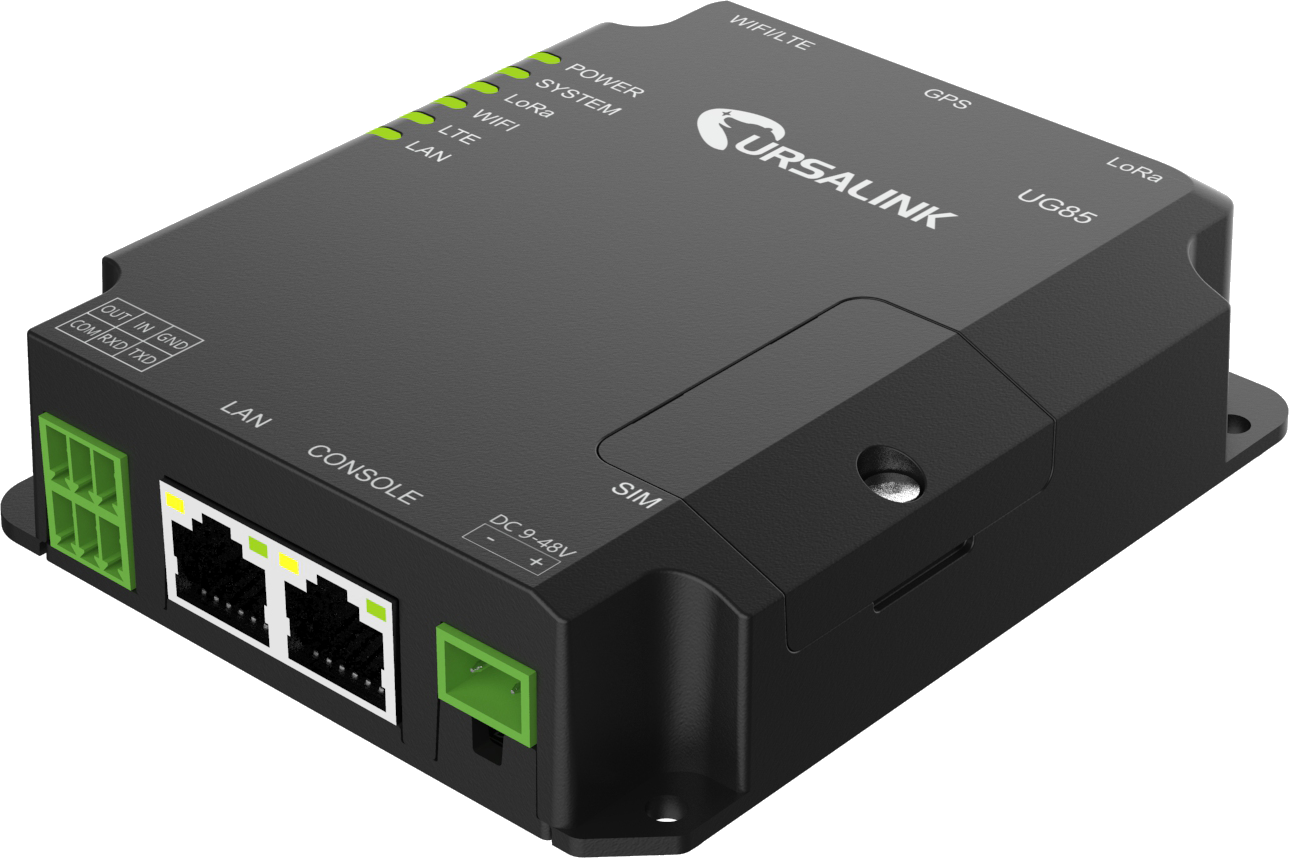 WIFI/LTE
GPS
LoRa
POWER
SYSTEM
LoRa
WIFI
LTE
LAN
URSALINK
UG85
OUT IN GND
COM RXD TXD
LAN
CONSOLE
SIM
DC 9-48V
- +